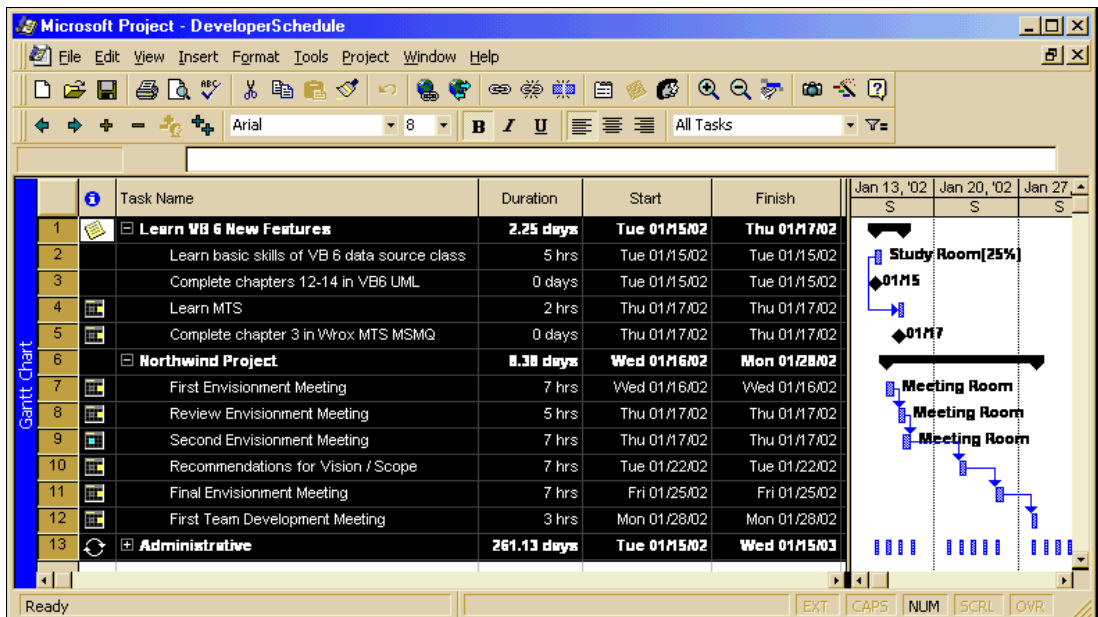 Microsoft Project - DeveloperSchedule
File Edit View Insert Format Tools Project Window Help
Arial 8 B I U All Tasks
Task Name Duration Start Finish Jan 13, '02 Jan 20, '02 Jan 27,
S S S
1 Learn VB 6 New Features 2.25 days Tue 01/15/02 Thu 01/17/02
2 Learn basic skills of VB 6 data source class 5 hrs Tue 01/15/02 Tue 01/15/02 Study Room[25%]
3 Complete chapters 12-14 in VB6 UML 0 days Tue 01/15/02 Tue 01/15/02 01/15
4 Learn MTS 2 hrs Thu 01/17/02 Thu 01/17/02
5 Complete chapter 3 in Wrox MTS MSMQ 0 days Thu 01/17/02 Thu 01/17/02 01/17
6 Northwind Project 8.38 days Wed 01/16/02 Mon 01/28/02
7 First Envisionment Meeting 7 hrs Wed 01/16/02 Wed 01/16/02 Meeting Room
8 Review Envisionment Meeting 5 hrs Thu 01/17/02 Thu 01/17/02 Meeting Room
9 Second Envisionment Meeting 7 hrs Thu 01/17/02 Thu 01/17/02 Meeting Room
10 Recommendations for Vision / Scope 7 hrs Tue 01/22/02 Tue 01/22/02
11 Final Envisionment Meeting 7 hrs Fri 01/25/02 Fri 01/25/02
12 First Team Development Meeting 3 hrs Mon 01/28/02 Mon 01/28/02
13 Administrative 261.13 days Tue 01/15/02 Wed 01/15/03
Gantt Chart
Ready EXT CAPS NUM SCRL OVR